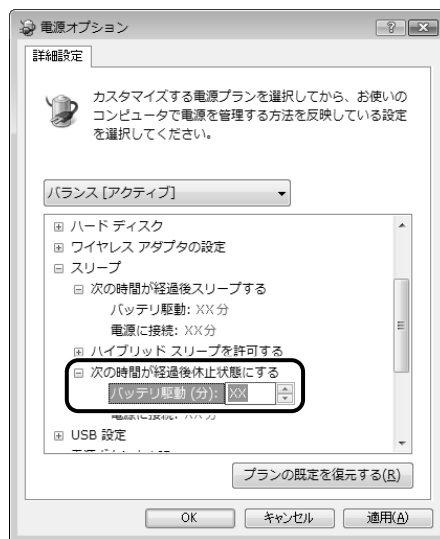 電源オプション
詳細設定
カスタマイズする電源プランを選択してから、お使いの
コンピュータで電源を管理する方法を反映している設定
を選択してください。
バランス [アクティブ]
ハード ディスク
ワイヤレス アダプタの設定
スリープ
次の時間が経過後スリープする
バッテリ駆動: XX分
電源に接続: XX分
ハイブリッド スリープを許可する
次の時間が経過後休止状態にする
バッテリ駆動 (分): XX
USB 設定
プランの既定を復元する(R)
OK キャンセル 適用(A)